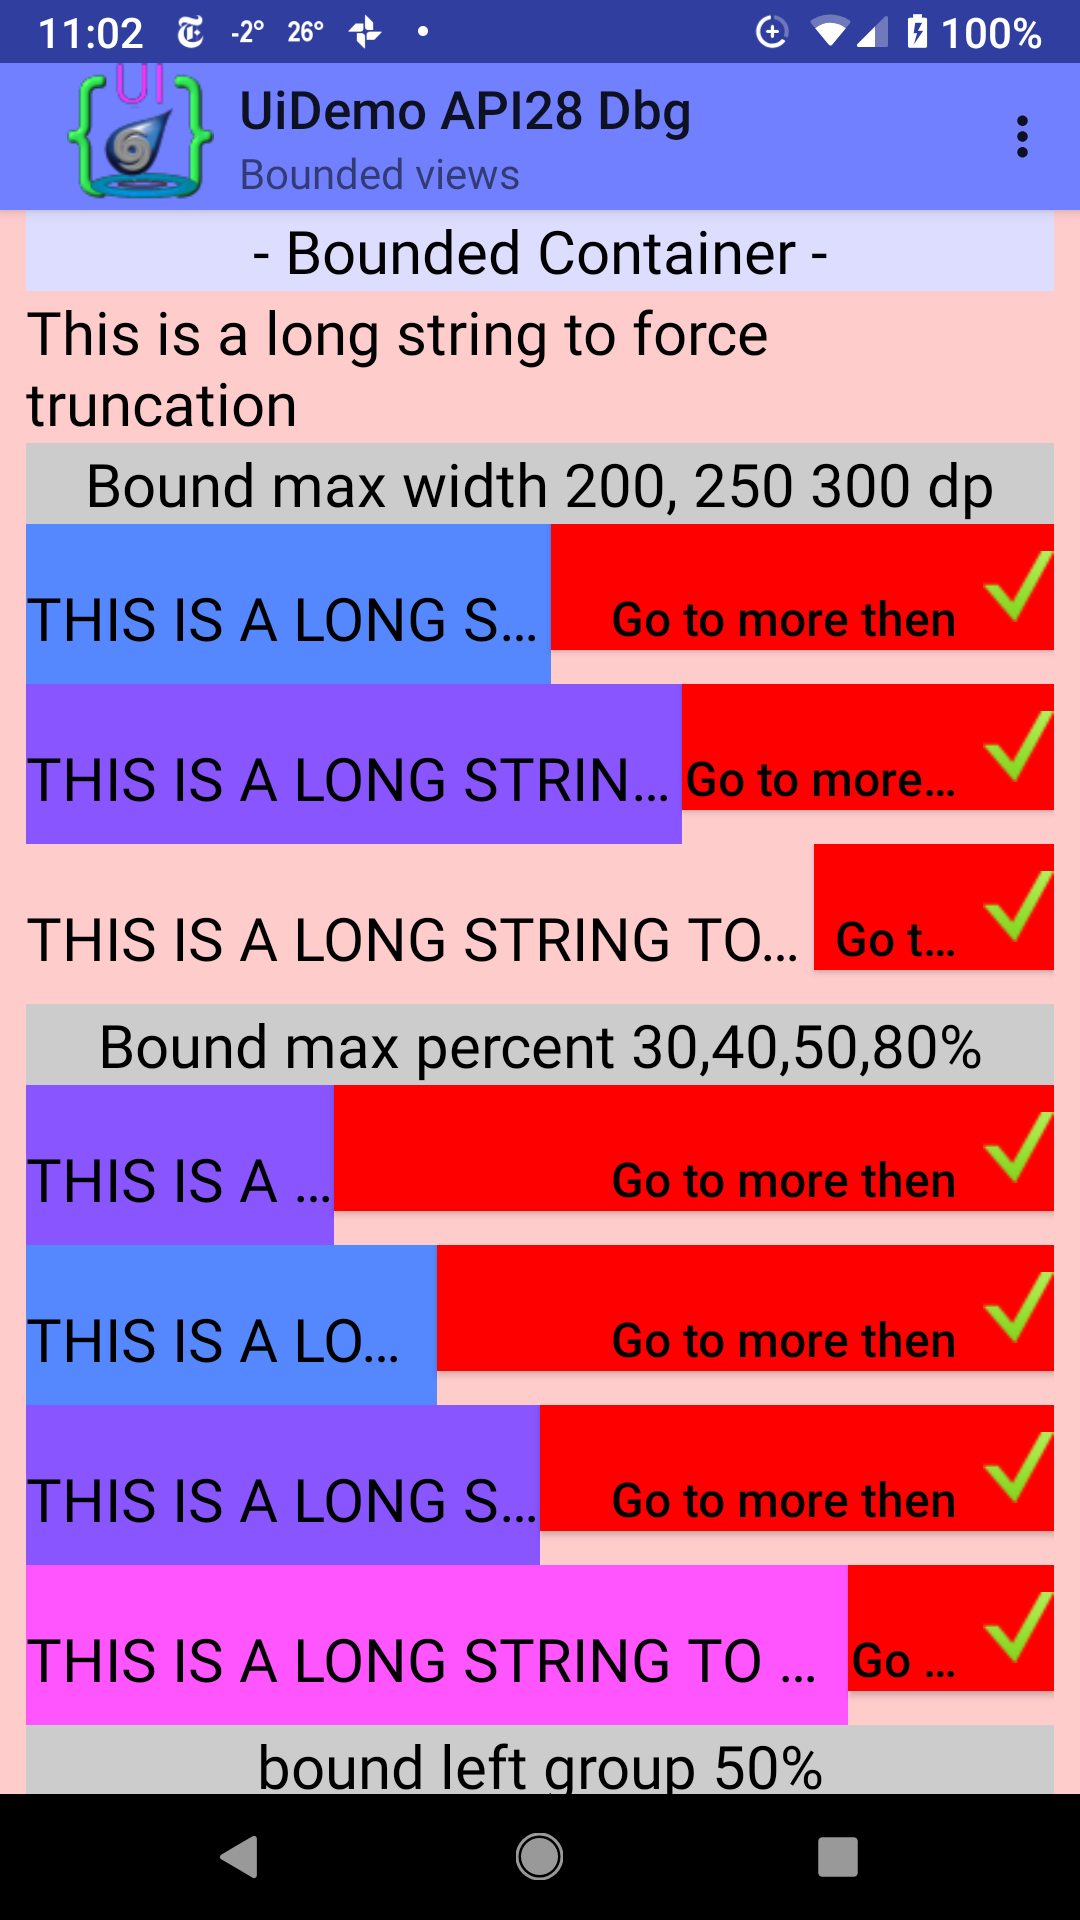 11:02 -2° 26° 100%
UI
UiDemo API28 Dbg
Bounded views
- Bounded Container -
This is a long string to force
truncation
Bound max width 200, 250 300 dp
THIS IS A LONG S... Go to more then
THIS IS A LONG STRIN... Go to more...
THIS IS A LONG STRING TO... Go t...
Bound max percent 30,40,50,80%
THIS IS A ... Go to more then
THIS IS A LO... Go to more then
THIS IS A LONG S... Go to more then
THIS IS A LONG STRING TO ... Go ...
bound left group 50%